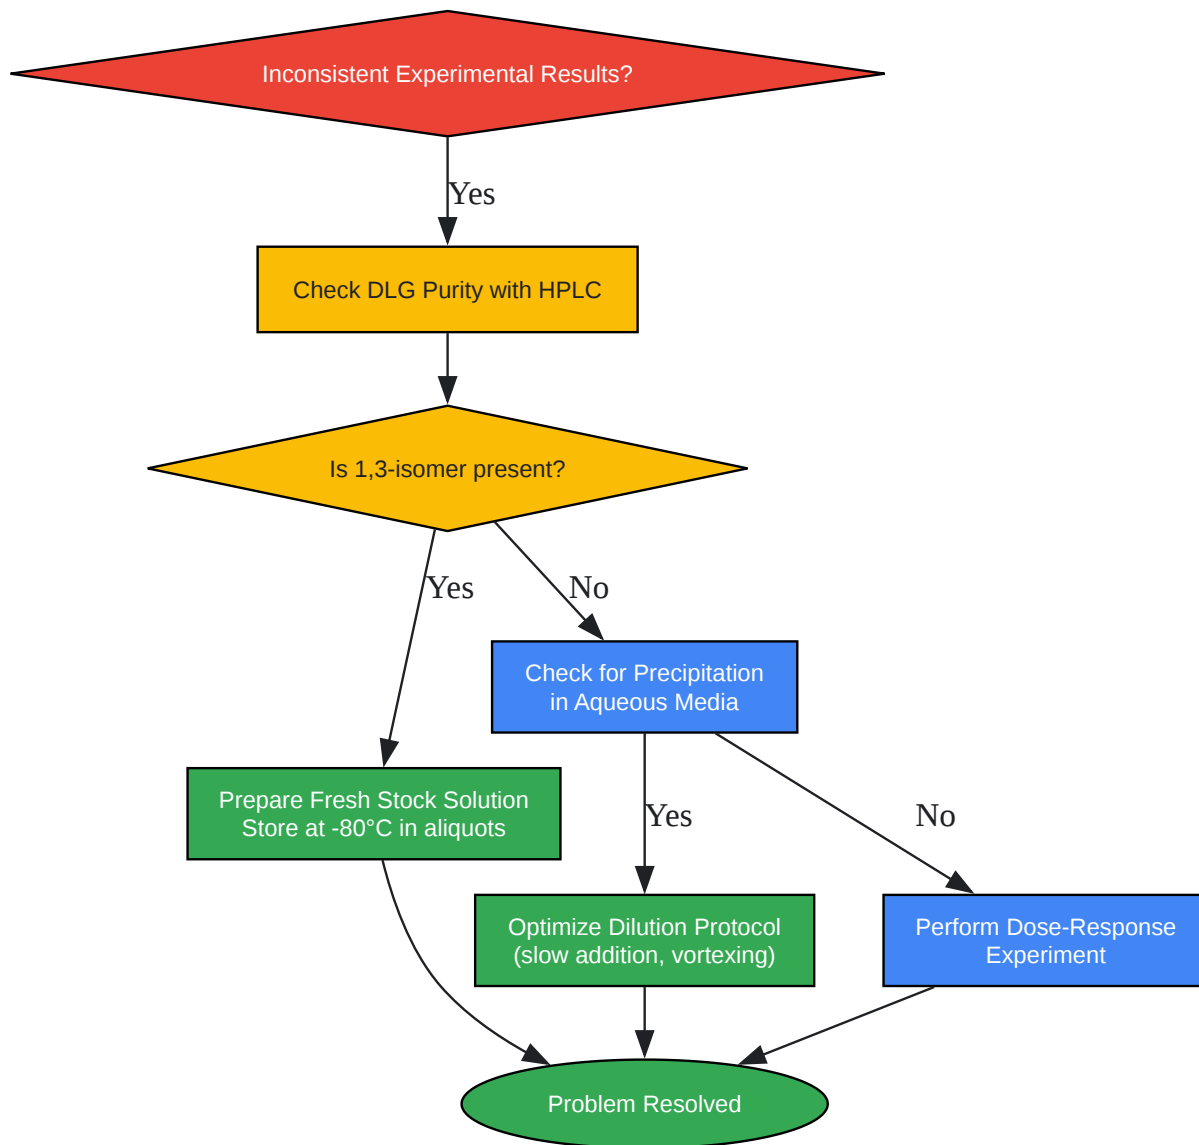 Inconsistent Experimental Results?
Yes
Check DLG Purity with HPLC
Is 1,3-isomer present?
Yes
No
Check for Precipitation
in Aqueous Media
Prepare Fresh Stock Solution
Store at -80°C in aliquots
Yes
No
Optimize Dilution Protocol
(slow addition, vortexing)
Perform Dose-Response
Experiment
Problem Resolved